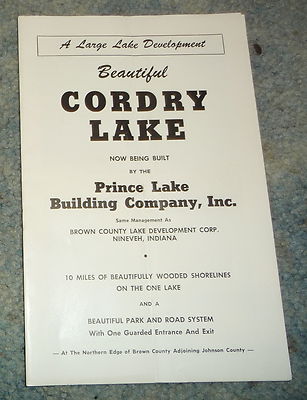 A Large Lake Development
Beautiful
CORDRY
LAKE
NOW BEING BUILT
BY THE
Prince Lake
Building Company, Inc.
Same Management As
BROWN COUNTY LAKE DEVELOPMENT CORP.
NINEVEH, INDIANA
•
10 MILES OF BEAUTIFULLY WOODED SHORELINES
ON THE ONE LAKE
AND A
BEAUTIFUL PARK AND ROAD SYSTEM
With One Guarded Entrance And Exit
— At The Northern Edge of Brown County Adjoining Johnson County —